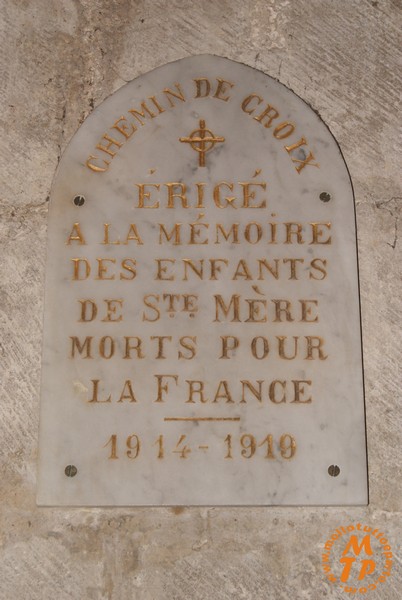 CHEMIN DE CROIX
ÉRIGÉ
A LA MÉMOIRE
DES ENFANTS
DE STE MÈRE
MORTS POUR
LA FRANCE
1914-1919
MTP